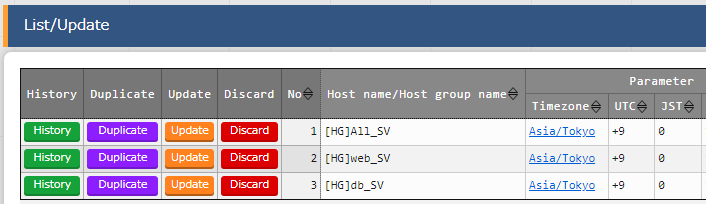 List/Update
Parameter
History Duplicate Update Discard No Host name/Host group name
Timezone UTC JST
History Duplicate Update Discard 1 [HG]All_SV Asia/Tokyo +9 0
History Duplicate Update Discard 2 [HG]web_SV Asia/Tokyo +9 0
History Duplicate Update Discard 3 [HG]db_SV Asia/Tokyo +9 0